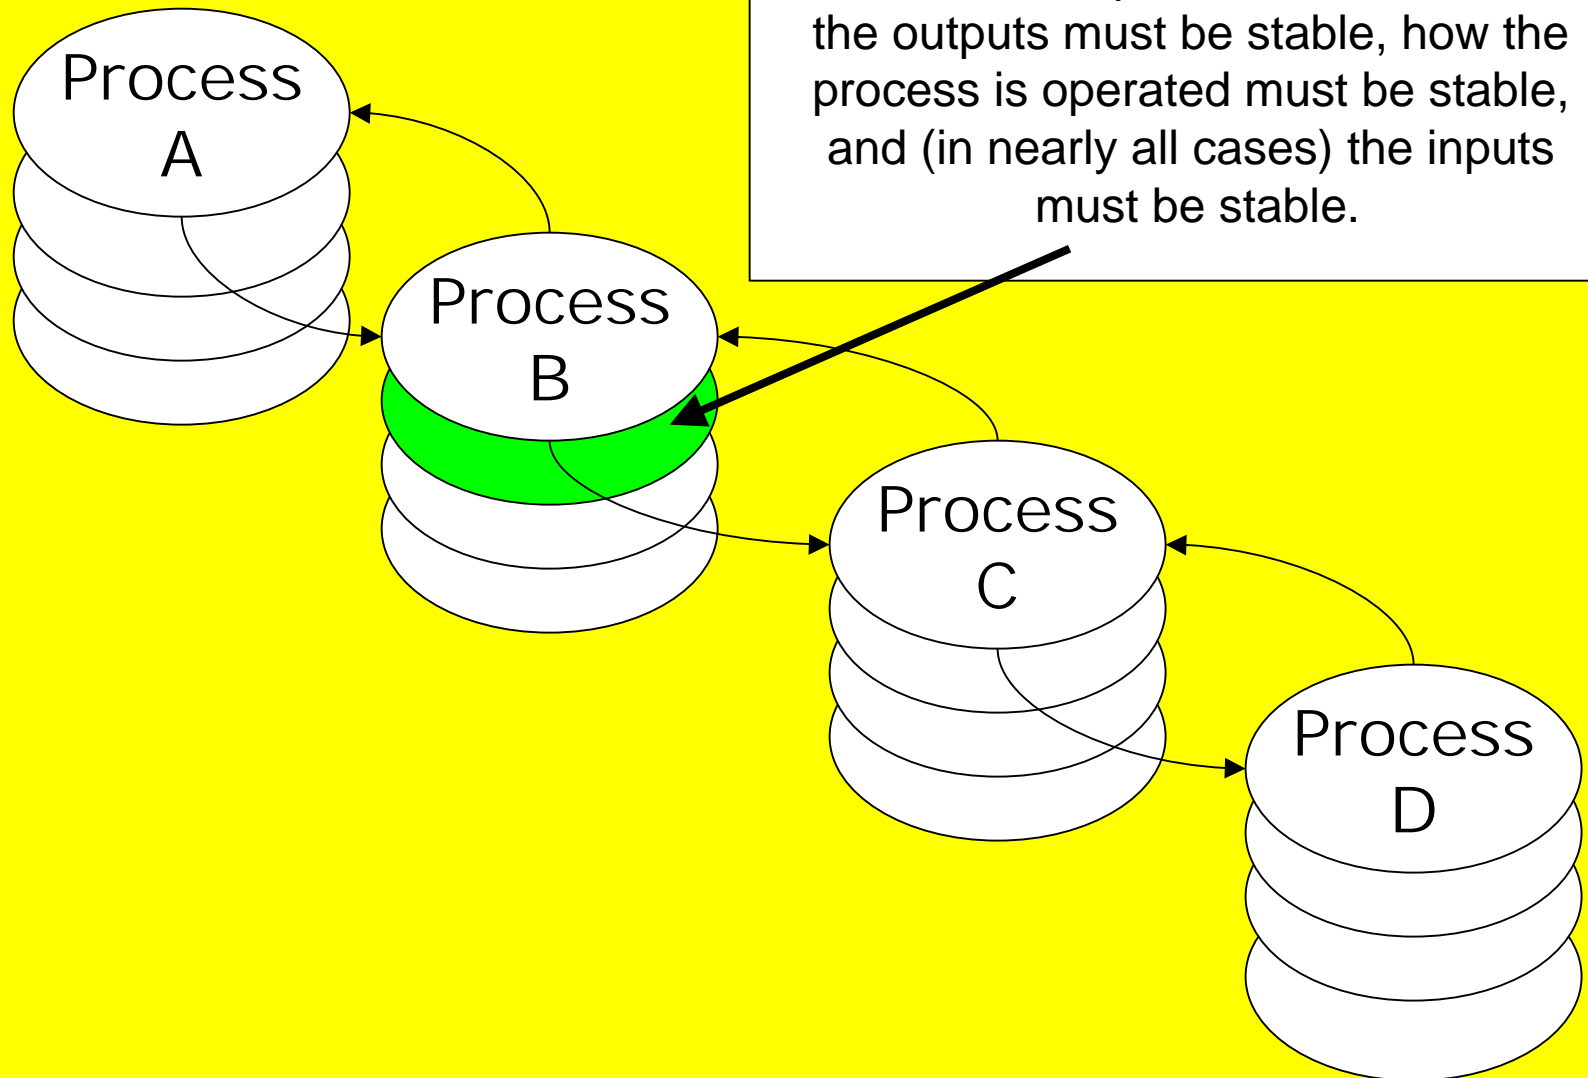 Process
A
the outputs must be stable, how the
process is operated must be stable,
and (in nearly all cases) the inputs
must be stable.
Process
B
Process
C
Process
D